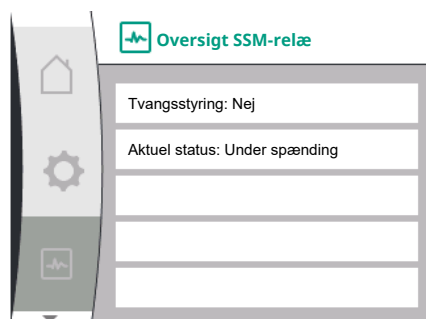 Oversigt SSM-relæ
Tvangsstyring: Nej
Aktuel status: Under spænding